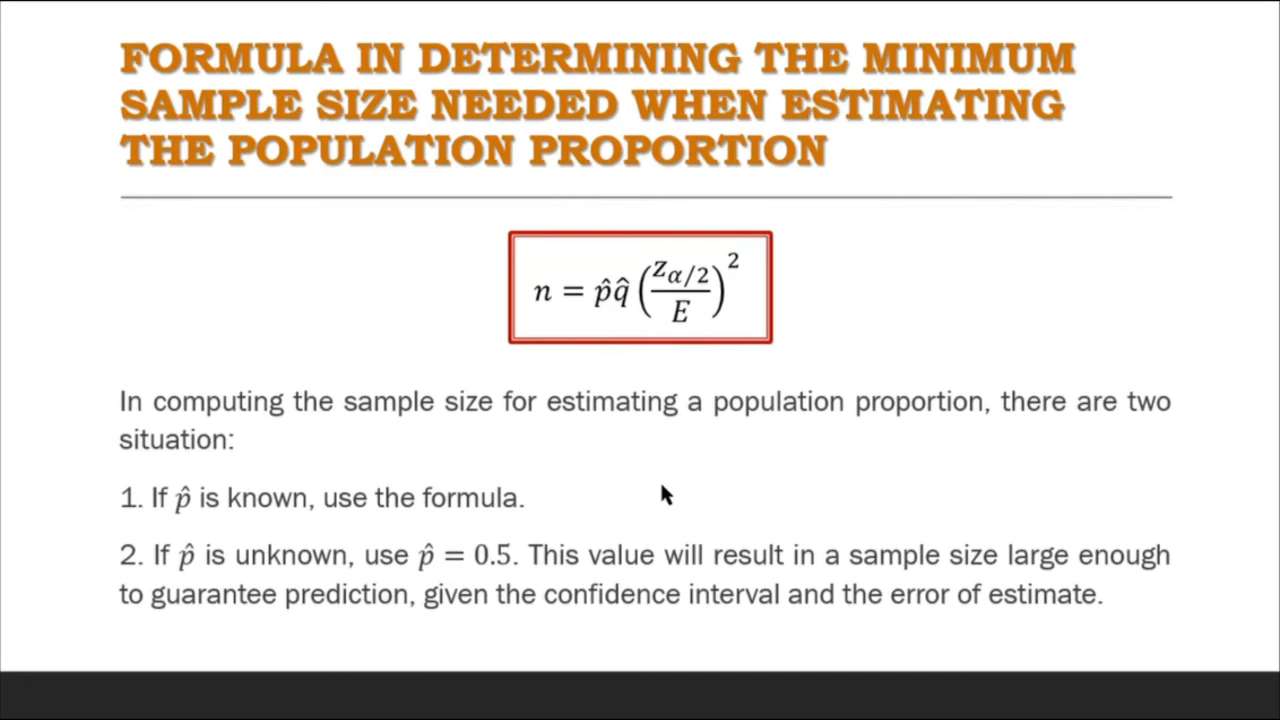 FORMULA IN DETERMINING THE MINIMUM
SAMPLE SIZE NEEDED WHEN ESTIMATING
THE POPULATION PROPORTION
n = p̂q̂ (zα/2 / E)²
In computing the sample size for estimating a population proportion, there are two
situation:
1. If p̂ is known, use the formula.
2. If p̂ is unknown, use p̂ = 0.5. This value will result in a sample size large enough
to guarantee prediction, given the confidence interval and the error of estimate.